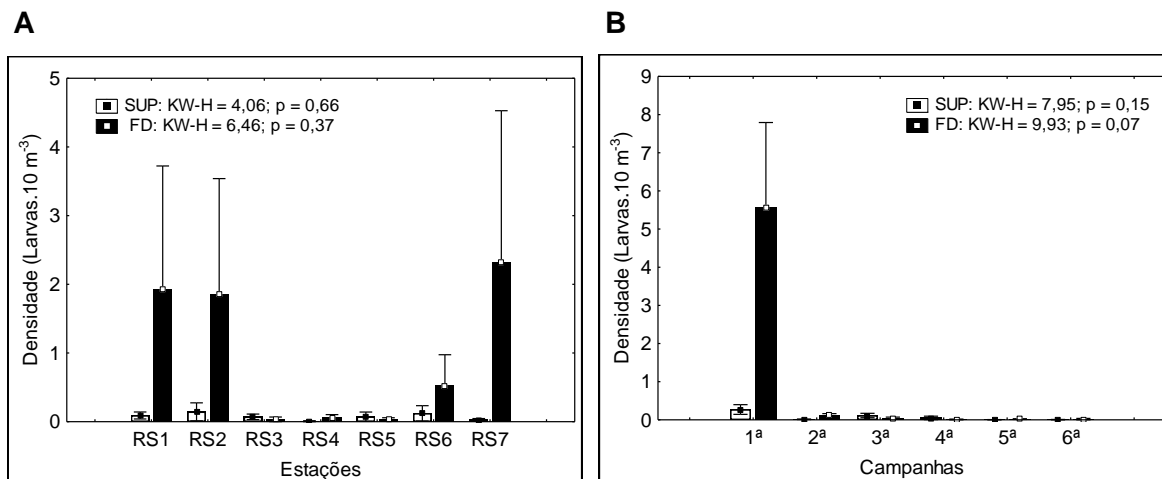 A
B
5
4
3
2
1
0
Densidade (Larvas.10 m⁻³)
SUP: KW-H = 4,06; p = 0,66
FD: KW-H = 6,46; p = 0,37
RS1 RS2 RS3 RS4 RS5 RS6 RS7
Estações
9
8
7
6
5
4
3
2
1
0
Densidade (Larvas.10 m⁻³)
SUP: KW-H = 7,95; p = 0,15
FD: KW-H = 9,93; p = 0,07
1ª 2ª 3ª 4ª 5ª 6ª
Campanhas